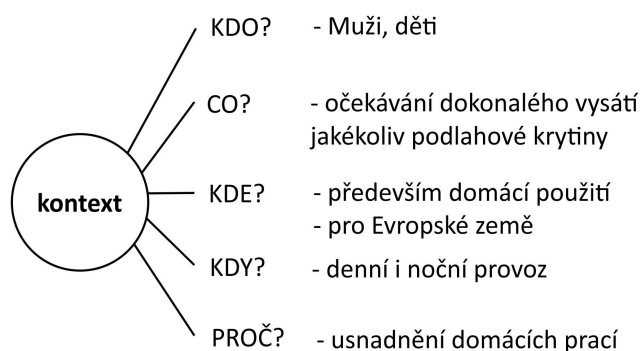 KDO? - Muži, děti
CO? - očekávání dokonalého vysátí
jakékoliv podlahové krytiny
kontext
KDE? - především domácí použití
- pro Evropské země
KDY? - denní i noční provoz
PROČ? - usnadnění domácích prací